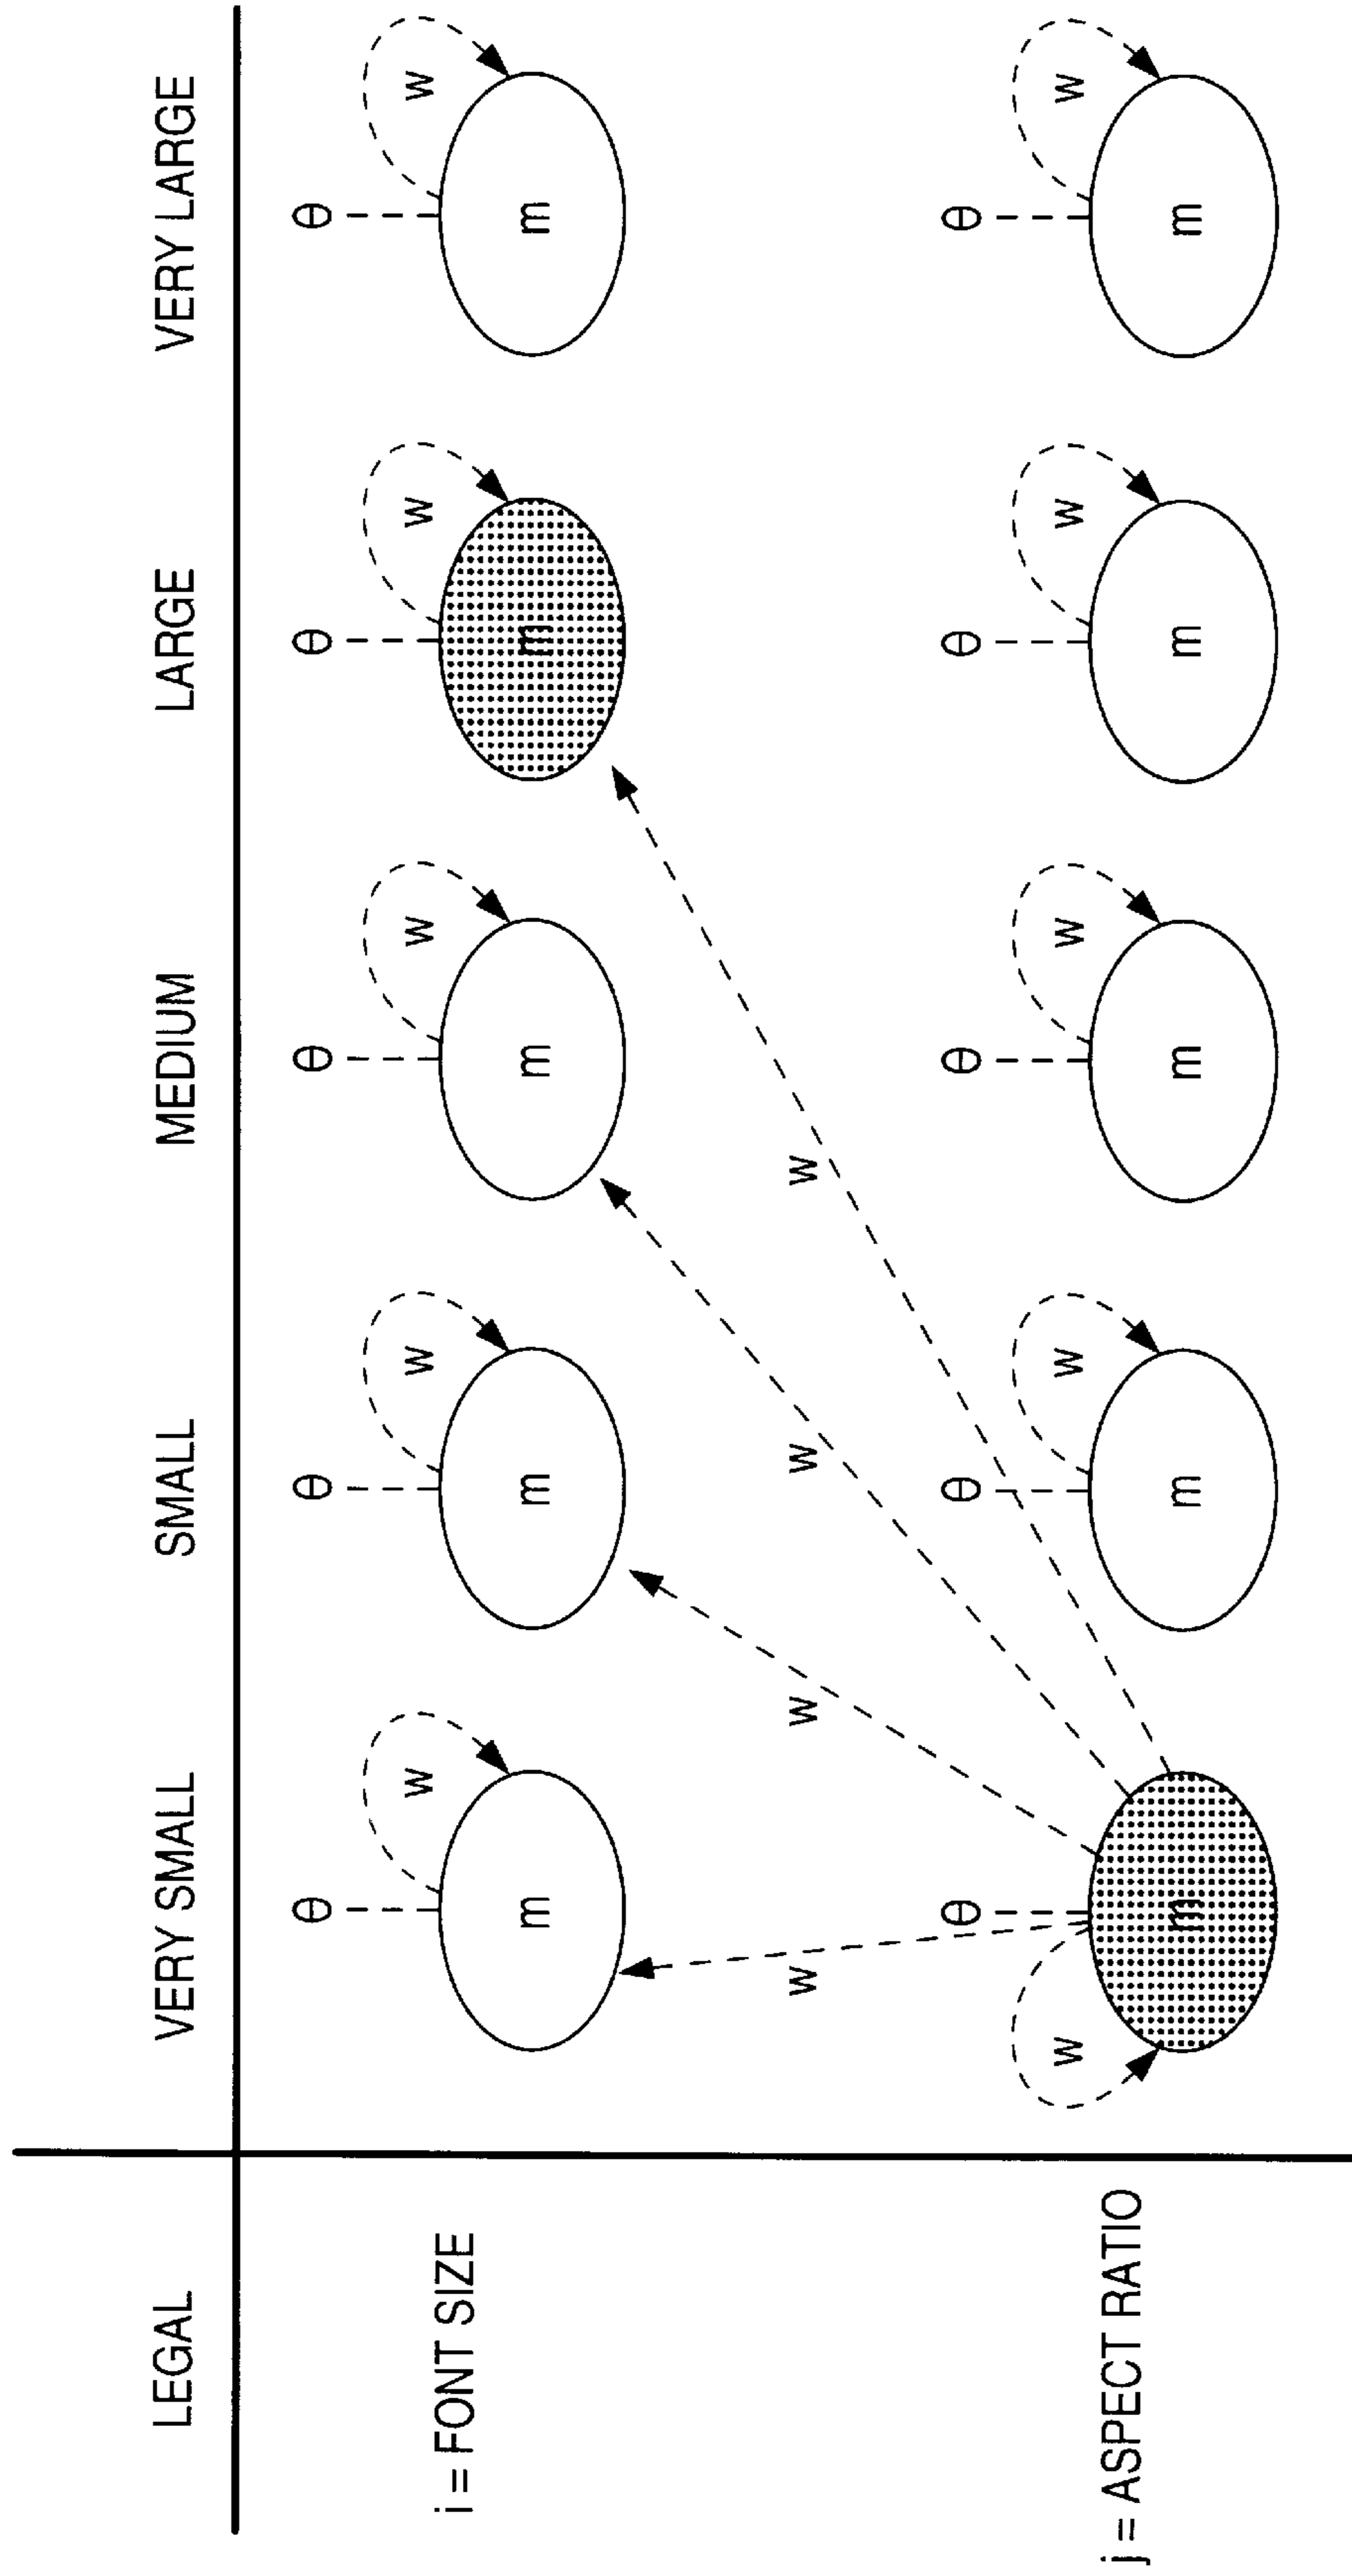 LEGAL VERY SMALL SMALL MEDIUM LARGE VERY LARGE
θ θ θ θ θ
w w w w w
i = FONT SIZE m m m m m
w w w w
θ θ θ θ θ
w w w w w
j = ASPECT RATIO m m m m m